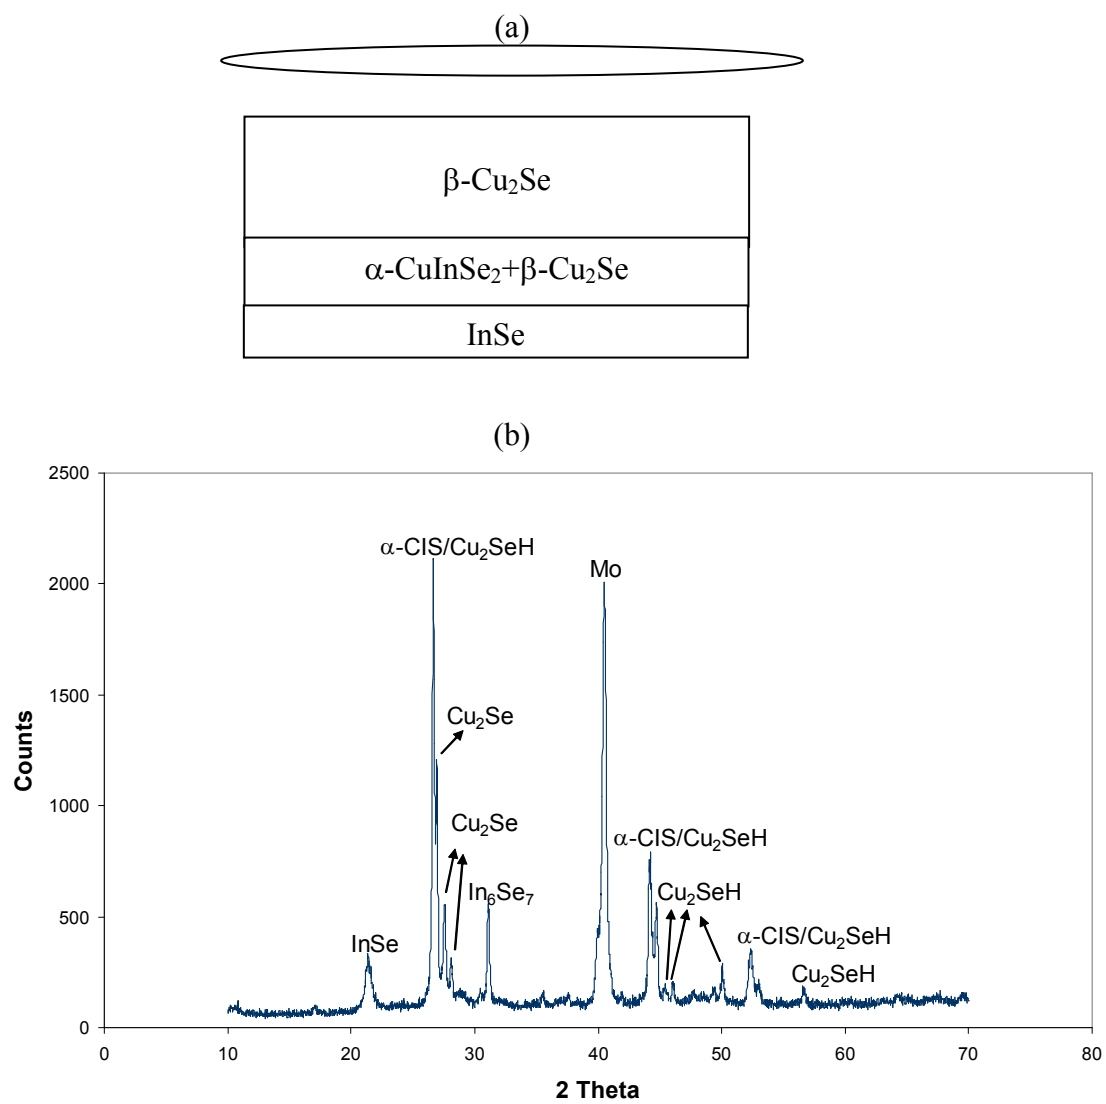 (a)
β-Cu₂Se
α-CuInSe₂+β-Cu₂Se
InSe
(b)
2500
α-CIS/Cu₂SeH
Mo
2000
1500
Cu₂Se
Counts
1000
Cu₂Se
α-CIS/Cu₂SeH
In₆Se₇
Cu₂SeH
500
InSe
α-CIS/Cu₂SeH
Cu₂SeH
0
0 10 20 30 40 50 60 70 80
2 Theta